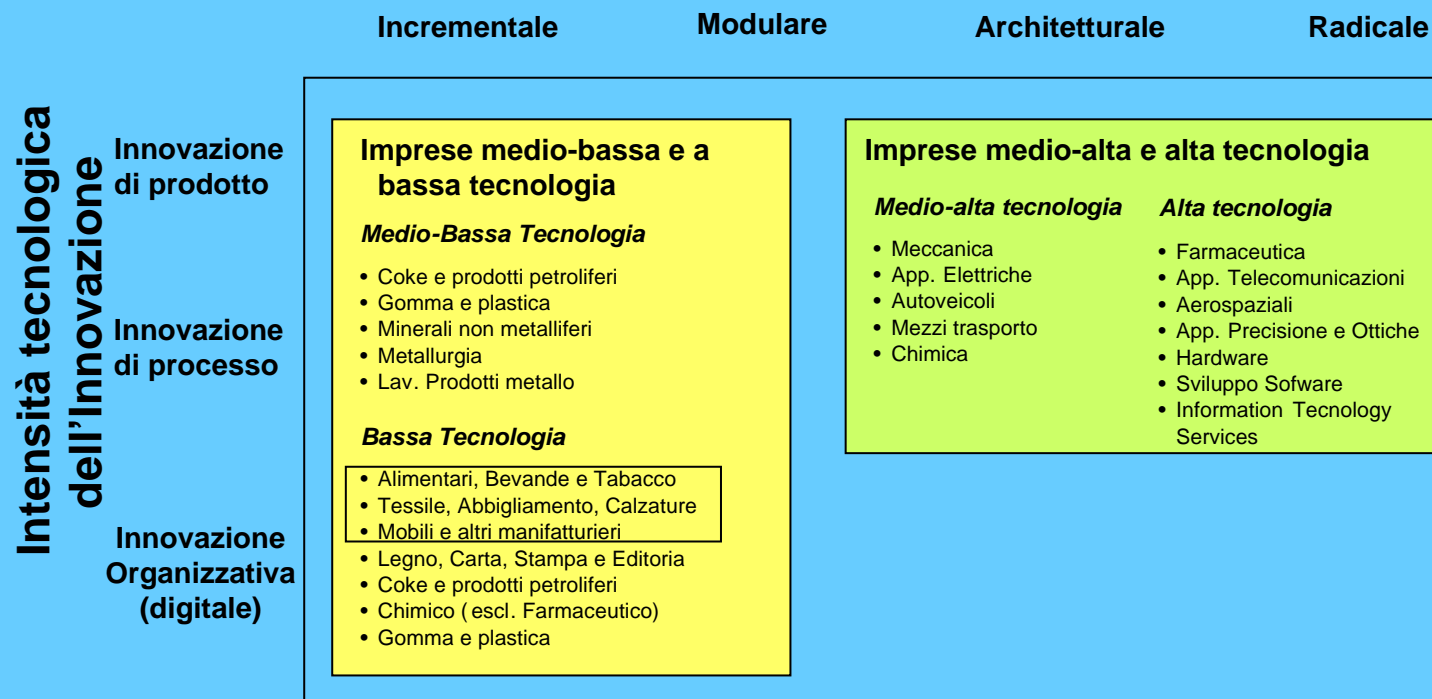 Incrementale
Modulare
Architetturale
Radicale
Intensità tecnologica
dell'Innovazione
Innovazione
di prodotto
Innovazione
di processo
Innovazione
Organizzativa
(digitale)
Imprese medio-bassa e a
bassa tecnologia
Medio-Bassa Tecnologia
• Coke e prodotti petroliferi
• Gomma e plastica
• Minerali non metalliferi
• Metallurgia
• Lav. Prodotti metallo
Bassa Tecnologia
• Alimentari, Bevande e Tabacco
• Tessile, Abbigliamento, Calzature
• Mobili e altri manifatturieri
• Legno, Carta, Stampa e Editoria
• Coke e prodotti petroliferi
• Chimico (escl. Farmaceutico)
• Gomma e plastica
Imprese medio-alta e alta tecnologia
Medio-alta tecnologia
• Meccanica
• App. Elettriche
• Autoveicoli
• Mezzi trasporto
• Chimica
Alta tecnologia
• Farmaceutica
• App. Telecomunicazioni
• Aerospaziali
• App. Precisione e Ottiche
• Hardware
• Sviluppo Sofware
• Information Tecnology
Services